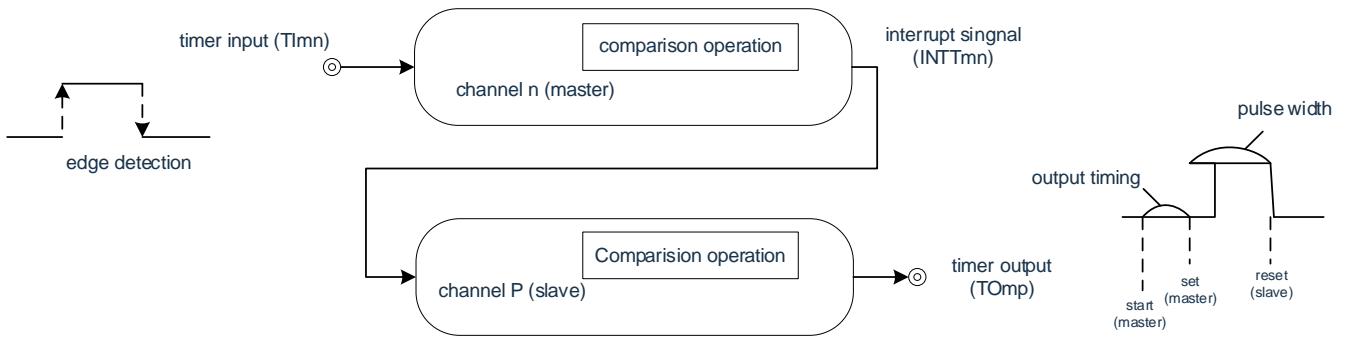 timer input (TImn)
comparison operation
channel n (master)
interrupt singnal
(INTTmn)
edge detection
pulse width
output timing
Comparision operation
channel P (slave)
timer output
(TOmp)
start
(master)
set
(master)
reset
(slave)